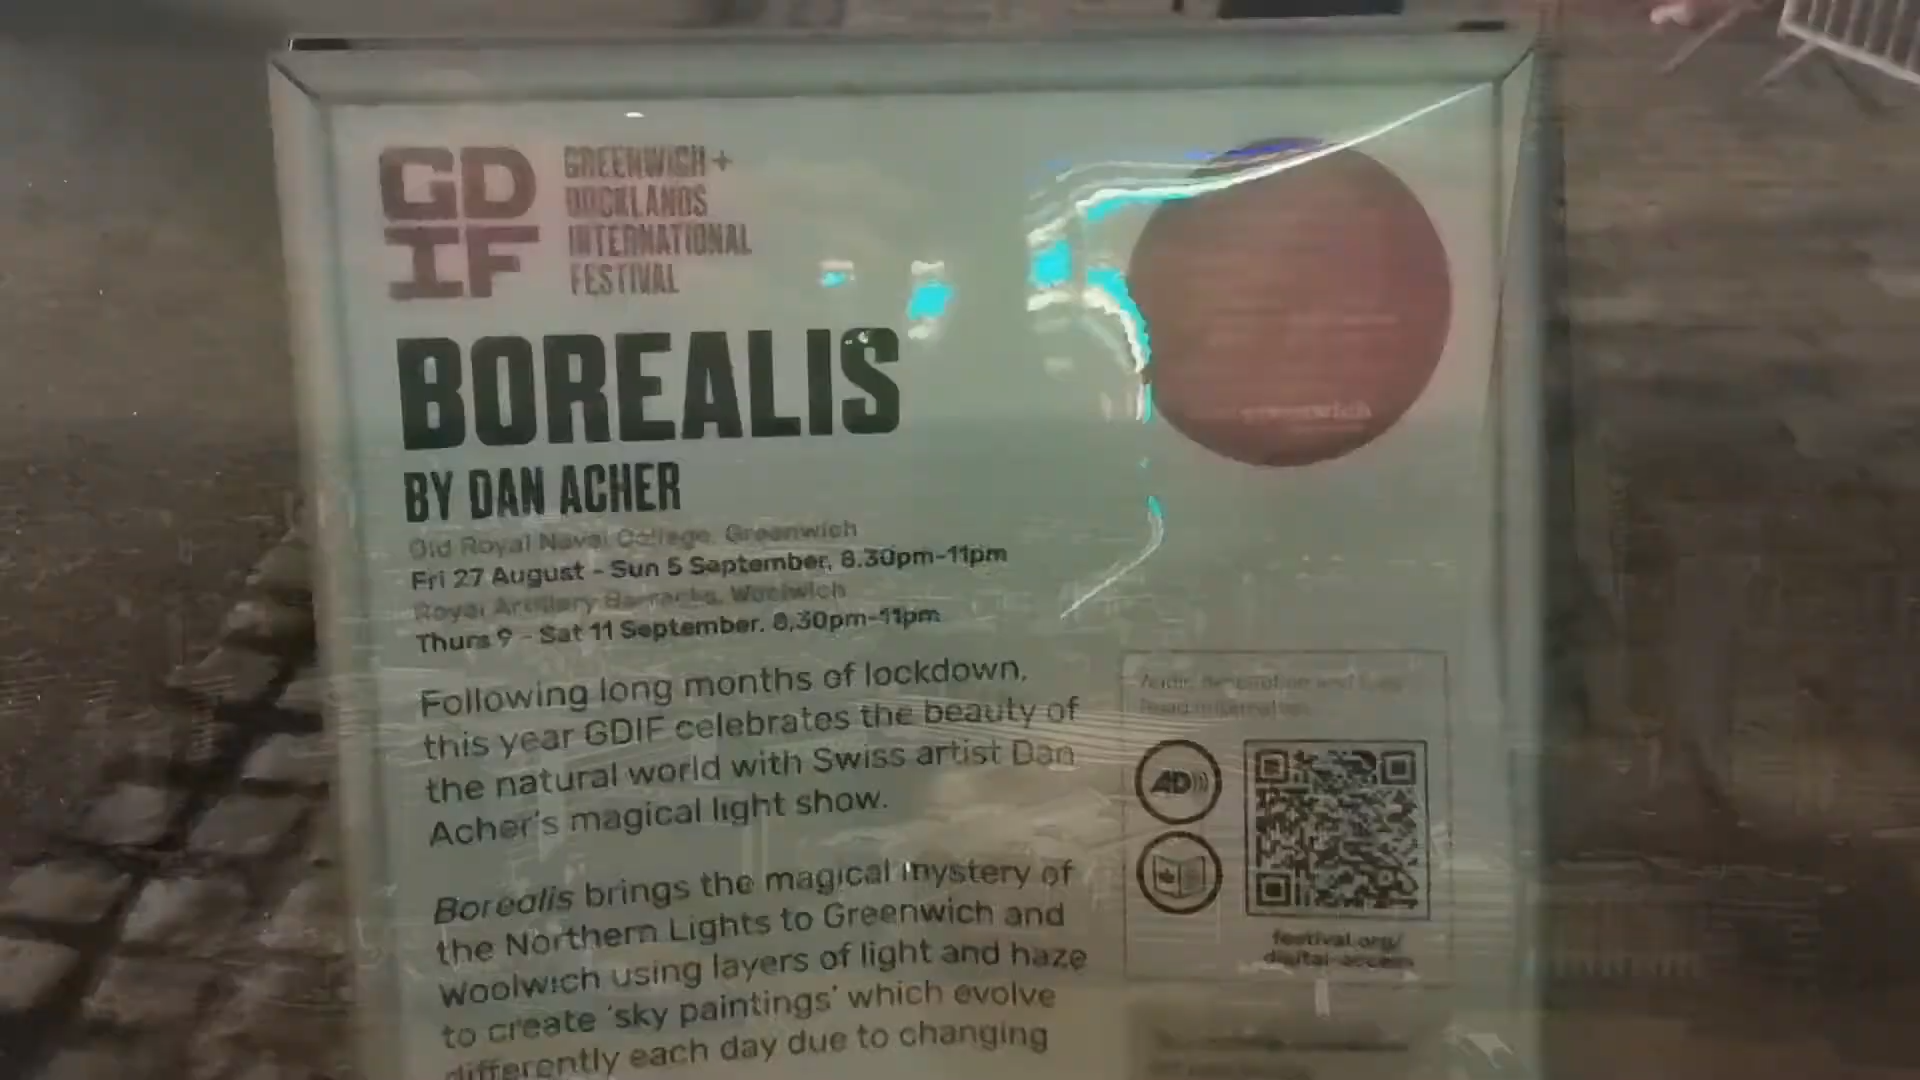 GD
IF
GREENWICH +
DOCKLANDS
INTERNATIONAL
FESTIVAL
BOREALIS
BY DAN ACHER
Old Royal Naval College, Greenwich
Fri 27 August - Sun 5 September, 8.30pm-11pm
Royal Artillery Barracks, Woolwich
Thurs 9 - Sat 11 September. 8.30pm-11pm
Following long months of lockdown,
this year GDIF celebrates the beauty of
the natural world with Swiss artist Dan
Acher's magical light show.
Borealis brings the magical mystery of
the Northern Lights to Greenwich and
Woolwich using layers of light and haze
to create 'sky paintings' which evolve
differently each day due to changing
greenwich
AD
festival.org/
digital-access